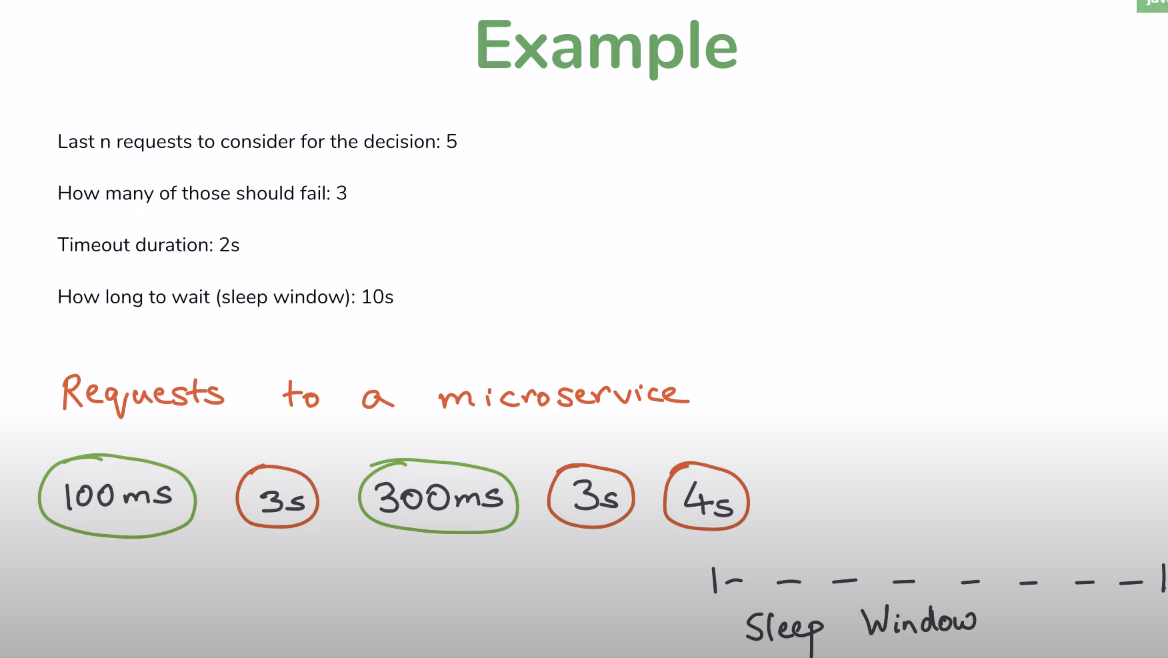 Example
Last n requests to consider for the decision: 5
How many of those should fail: 3
Timeout duration: 2s
How long to wait (sleep window): 10s
Requests to a microservice
100ms 3s 300ms 3s 4s
Sleep Window